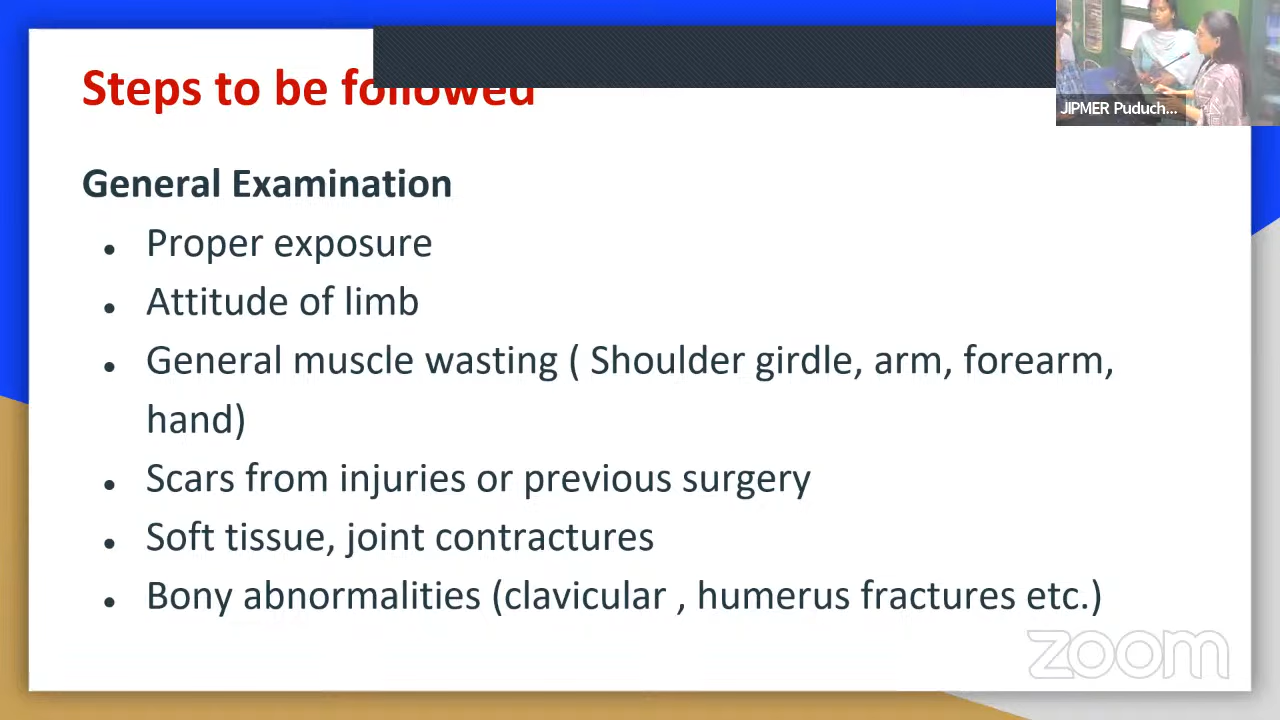 Steps to be followed
JIPMER Puduch...
General Examination
• Proper exposure
• Attitude of limb
• General muscle wasting ( Shoulder girdle, arm, forearm,
hand)
• Scars from injuries or previous surgery
• Soft tissue, joint contractures
• Bony abnormalities (clavicular , humerus fractures etc.)
zoom